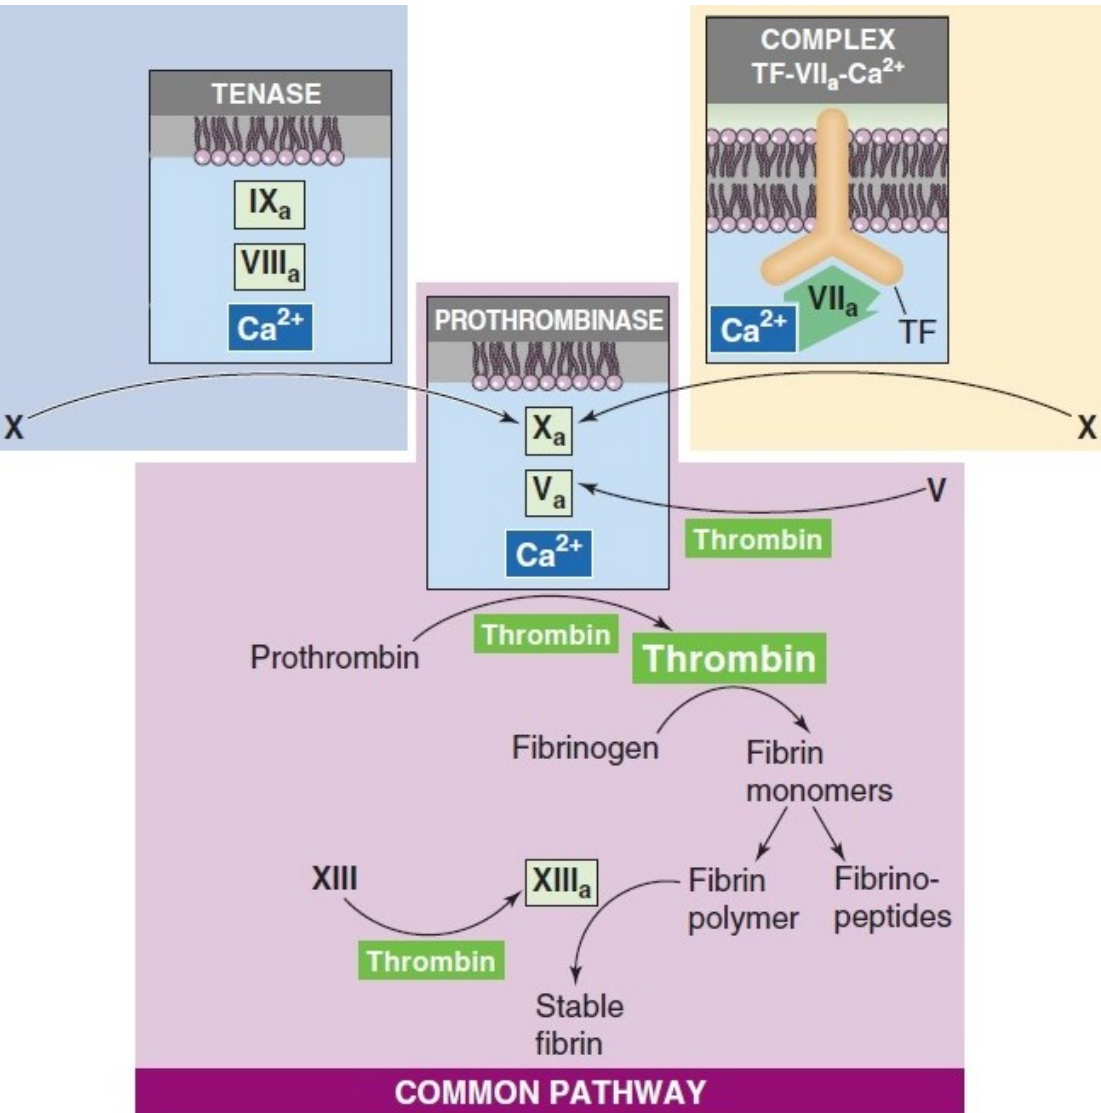 TENASE
IXa
VIIIa
Ca2+
X
COMPLEX
TF-VIIa-Ca2+
VIIa
Ca2+
TF
X
PROTHROMBINASE
Xa
Va
Ca2+
V
Thrombin
Prothrombin
Thrombin
Thrombin
Fibrinogen
Fibrin
monomers
XIII
XIIIa
Thrombin
Fibrin
polymer
Fibrino-
peptides
Stable
fibrin
COMMON PATHWAY